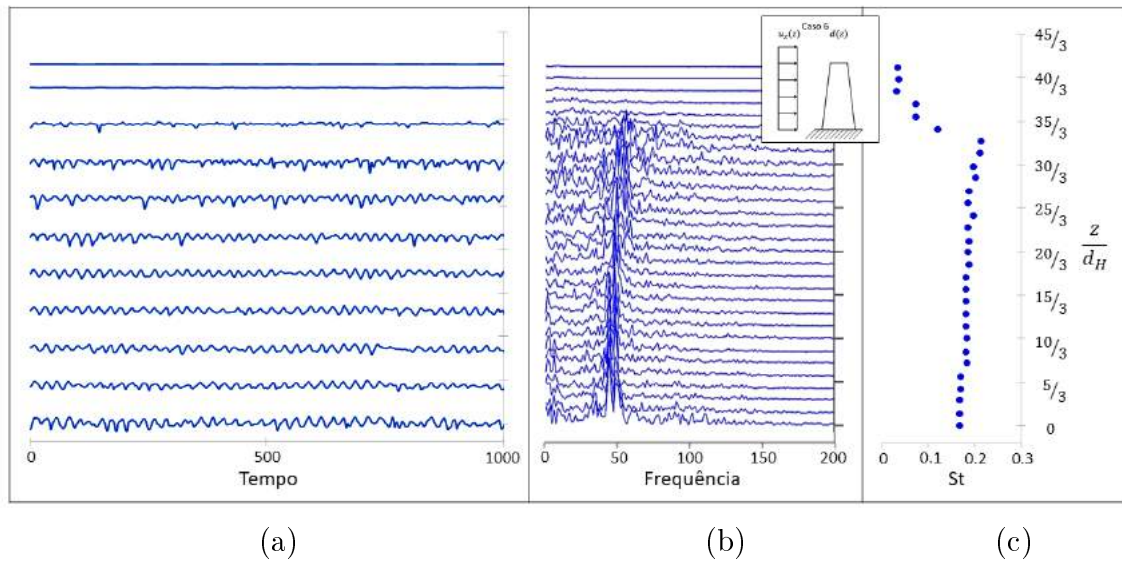 Caso 6
u_x(z) d(z)
45/3
40/3
35/3
30/3
25/3
20/3
15/3
10/3
5/3
0
z/d_H
0 500 1000
Tempo
0 50 100 150 200
Frequência
0 0.1 0.2 0.3
St
(a) (b) (c)